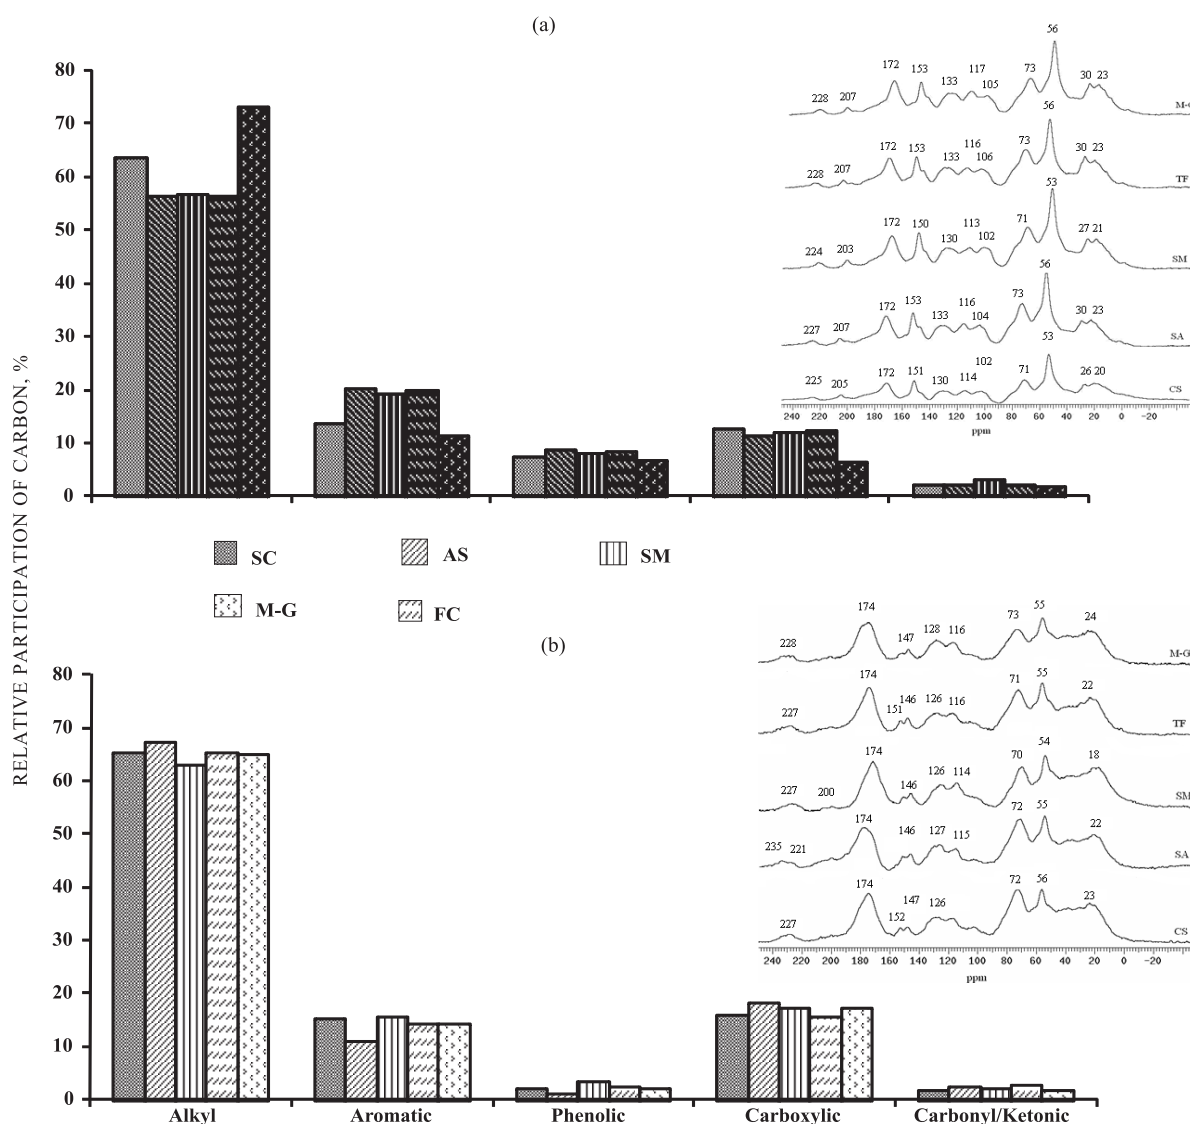 (a)
RELATIVE PARTICIPATION OF CARBON, %
80
70
60
50
40
30
20
10
0
56
172 153 133 117 105 73 30 23
228 207
M-G
56
172 153 133 116 106 73 30 23
228 207
TF
53
172 150 130 113 102 71 27 21
224 203
SM
56
172 153 133 116 104 73 30 23
227 207
SA
53
102
172 151 130 114 71 26 20
225 205
CS
240 220 200 180 160 140 120 100 80 60 40 20 0 −20
ppm
SC AS SM
M-G FC
(b)
80
70
60
50
40
30
20
10
0
174 73 55 24
228 147 128 116
M-G
174 71 55 22
227 151 146 126 116
TF
174 70 54 18
227 200 146 126 114
SM
174 72 55 22
235 221 146 127 115
SA
174 72 56 23
227 152 147 126
CS
240 220 200 180 160 140 120 100 80 60 40 20 0 −20
ppm
Alkyl Aromatic Phenolic Carboxylic Carbonyl/Ketonic